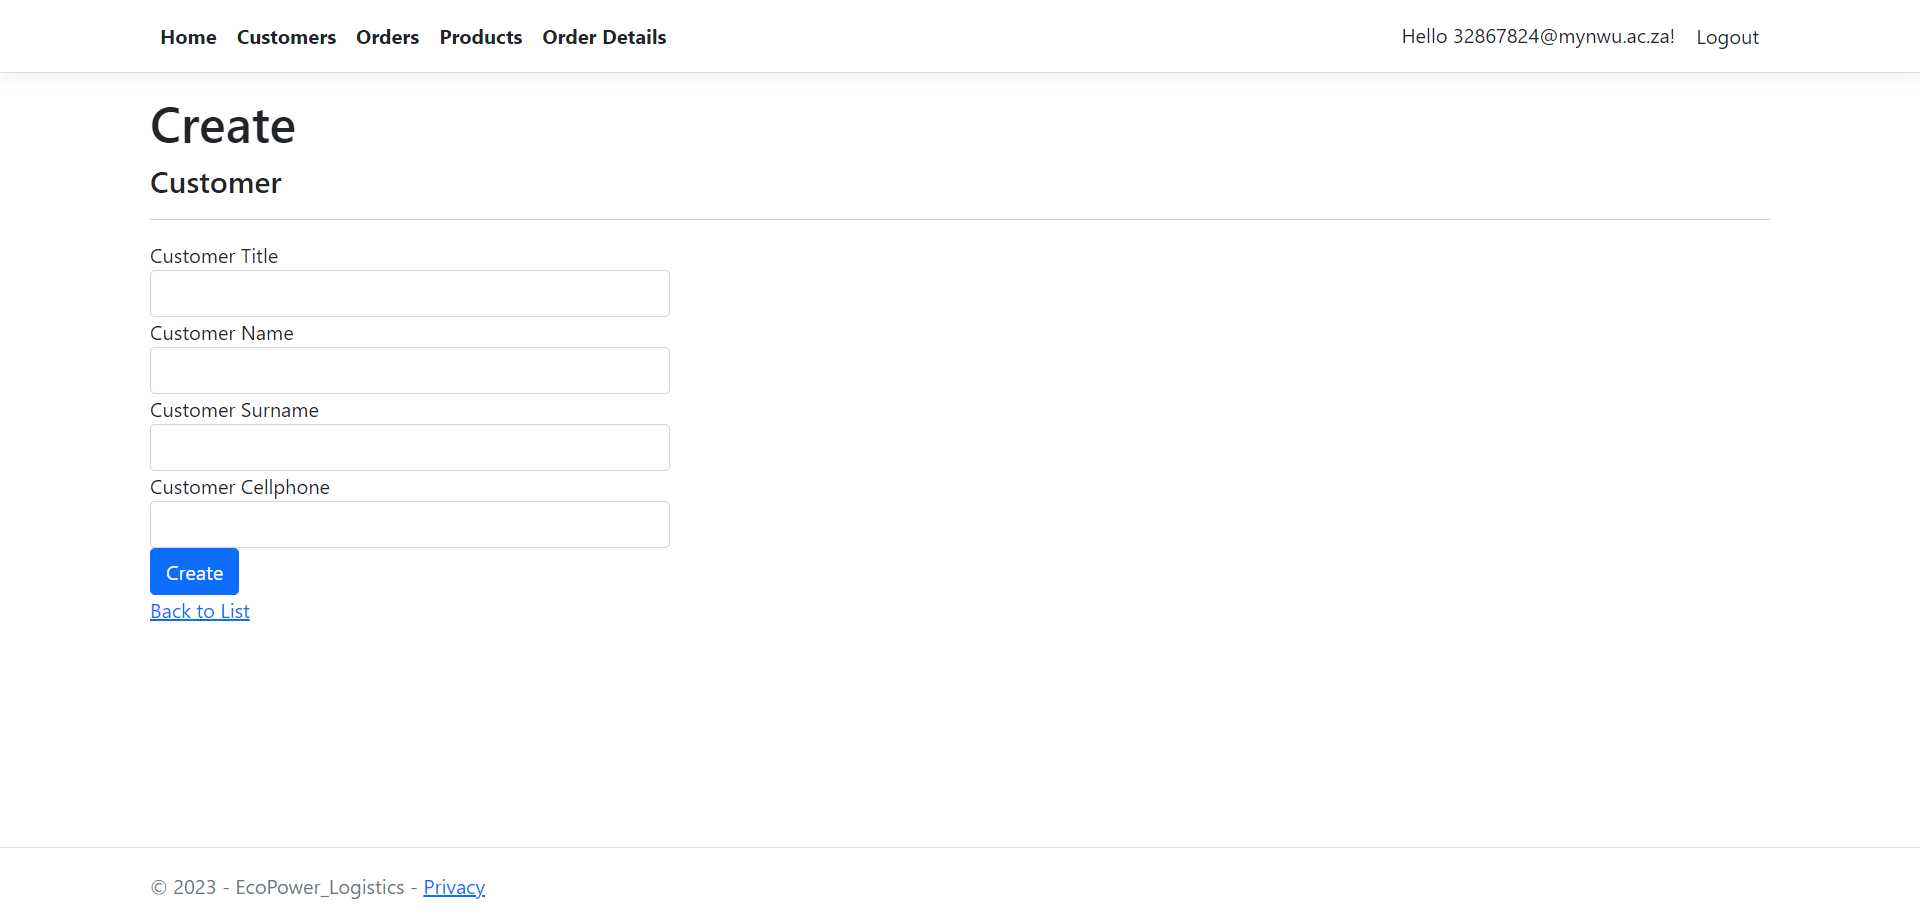 Home Customers Orders Products Order Details Hello 32867824@mynwu.ac.za! Logout
Create
Customer
Customer Title
Customer Name
Customer Surname
Customer Cellphone
Create
Back to List
© 2023 - EcoPower_Logistics - Privacy